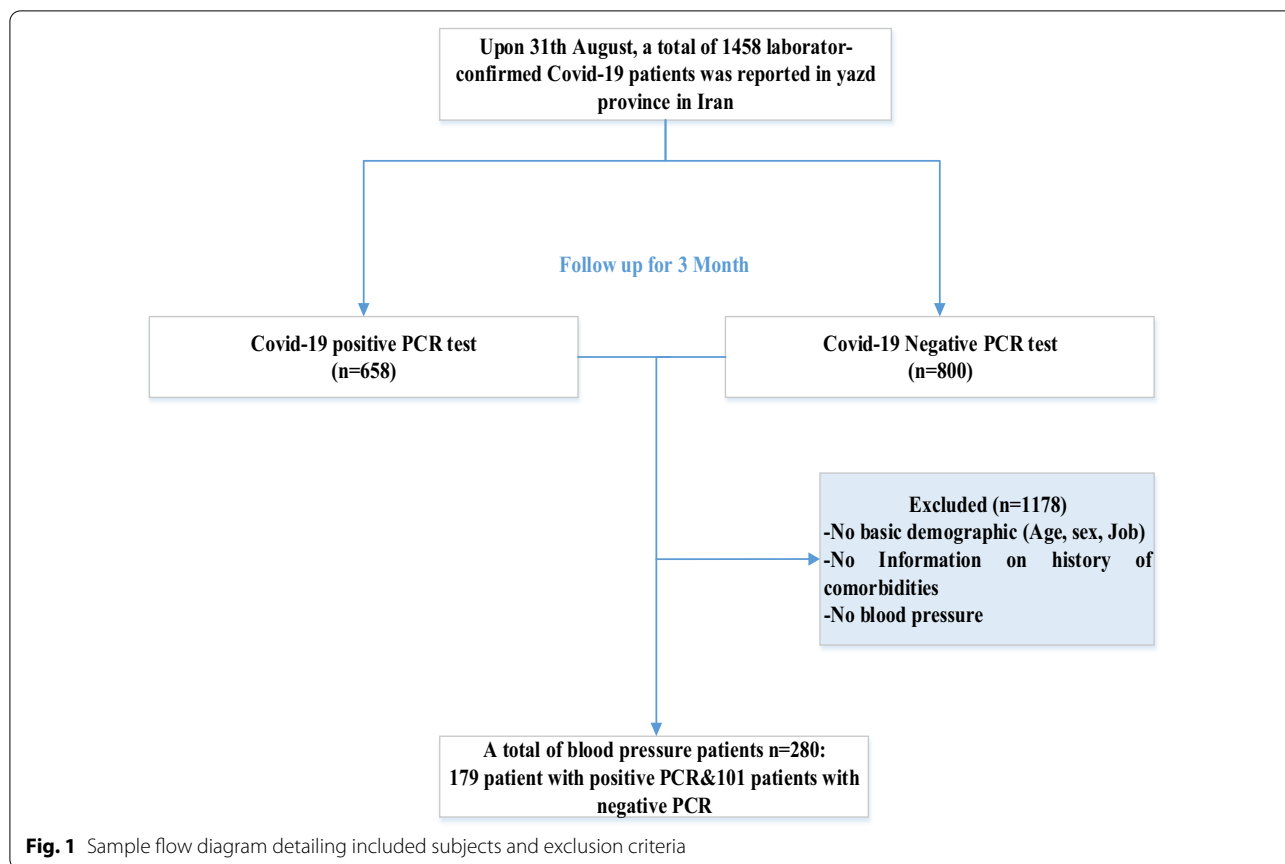 Upon 31th August, a total of 1458 laborator-
confirmed Covid-19 patients was reported in yazd
province in Iran
Follow up for 3 Month
Covid-19 positive PCR test
(n=658)
Covid-19 Negative PCR test
(n=800)
Excluded (n=1178)
-No basic demographic (Age, sex, Job)
-No Information on history of
comorbidities
-No blood pressure
A total of blood pressure patients n=280:
179 patient with positive PCR&101 patients with
negative PCR
Fig. 1 Sample flow diagram detailing included subjects and exclusion criteria